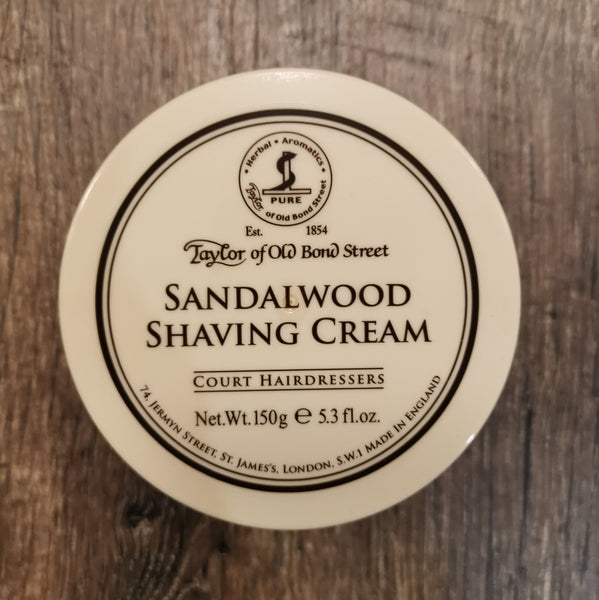 • Herbal • Aromatics •
PURE
Taylor of Old Bond Street
Est. 1854
Taylor of Old Bond Street
SANDALWOOD
SHAVING CREAM
COURT HAIRDRESSERS
Net.Wt.150g ℮ 5.3 fl.oz.
74, JERMYN STREET, ST. JAMES'S, LONDON, S.W.1 MADE IN ENGLAND